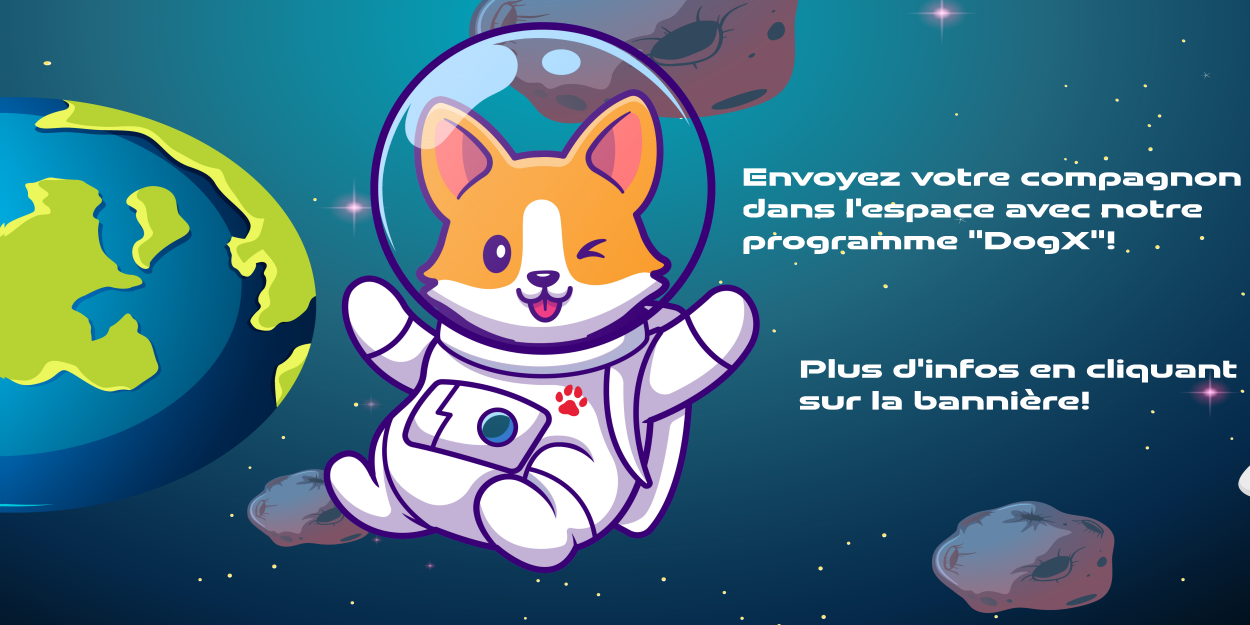 Envoyez votre compagnon
dans l'espace avec notre
programme "DogX"!
Plus d'infos en cliquant
sur la bannière!